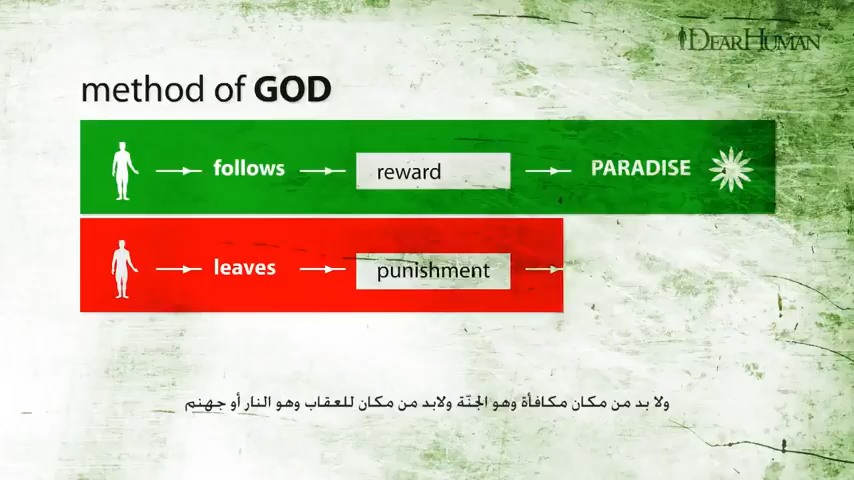 DEARHUMAN
method of GOD
follows reward PARADISE
leaves punishment
ولا بد من مكان مكافأة وهو الجنّة ولابد من مكان للعقاب وهو النار أو جهنم